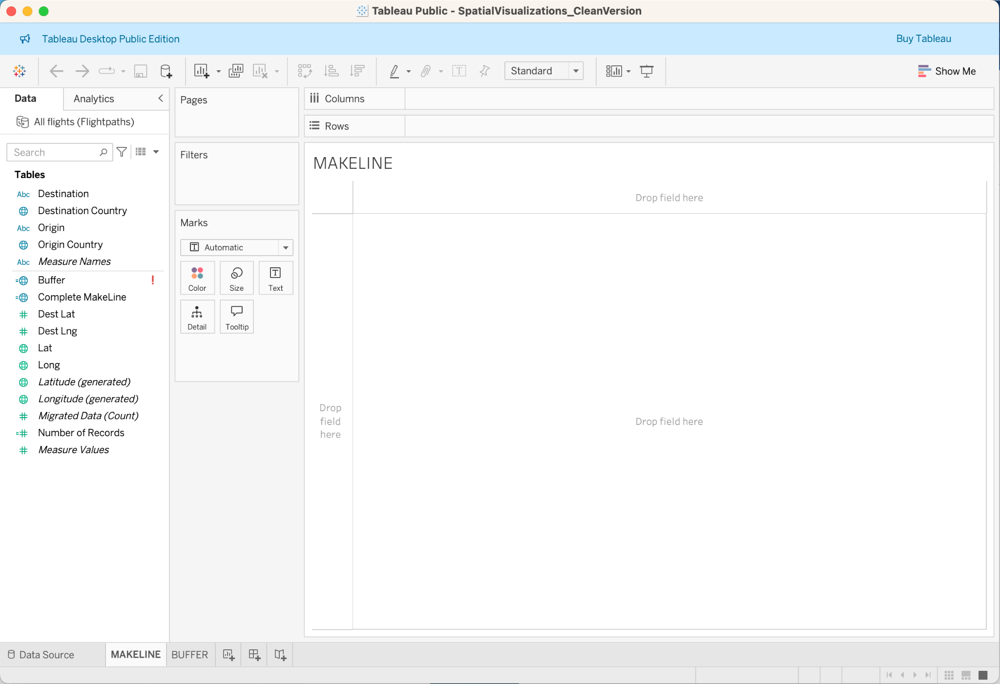 Tableau Public - SpatialVisualizations_CleanVersion
Tableau Desktop Public Edition
Buy Tableau
Standard
Show Me
Data
Analytics
All flights (Flightpaths)
Search
Tables
Abc Destination
Destination Country
Abc Origin
Origin Country
Abc Measure Names
Buffer !
Complete MakeLine
Dest Lat
Dest Lng
Lat
Long
Latitude (generated)
Longitude (generated)
Migrated Data (Count)
Number of Records
Measure Values
Pages
Filters
Marks
Automatic
Color
Size
Text
Detail
Tooltip
Columns
Rows
MAKELINE
Drop field here
Drop
field
here
Drop field here
Data Source
MAKELINE
BUFFER